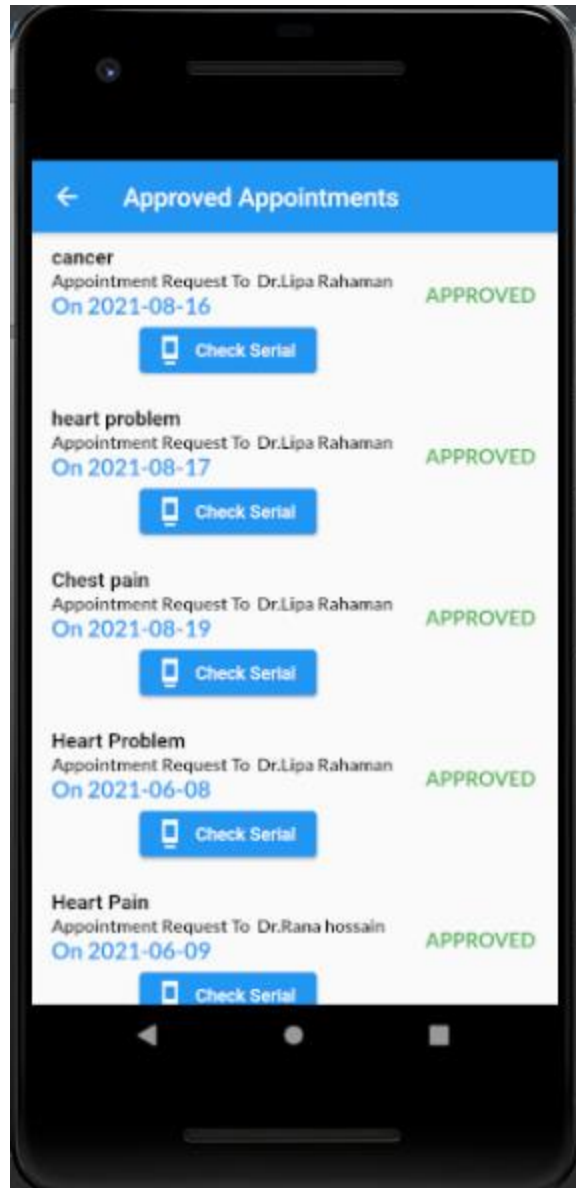 Approved Appointments
cancer
Appointment Request To Dr.Lipa Rahaman
On 2021-08-16
APPROVED
Check Serial
heart problem
Appointment Request To Dr.Lipa Rahaman
On 2021-08-17
APPROVED
Check Serial
Chest pain
Appointment Request To Dr.Lipa Rahaman
On 2021-08-19
APPROVED
Check Serial
Heart Problem
Appointment Request To Dr.Lipa Rahaman
On 2021-06-08
APPROVED
Check Serial
Heart Pain
Appointment Request To Dr.Rana hossain
On 2021-06-09
APPROVED
Check Serial